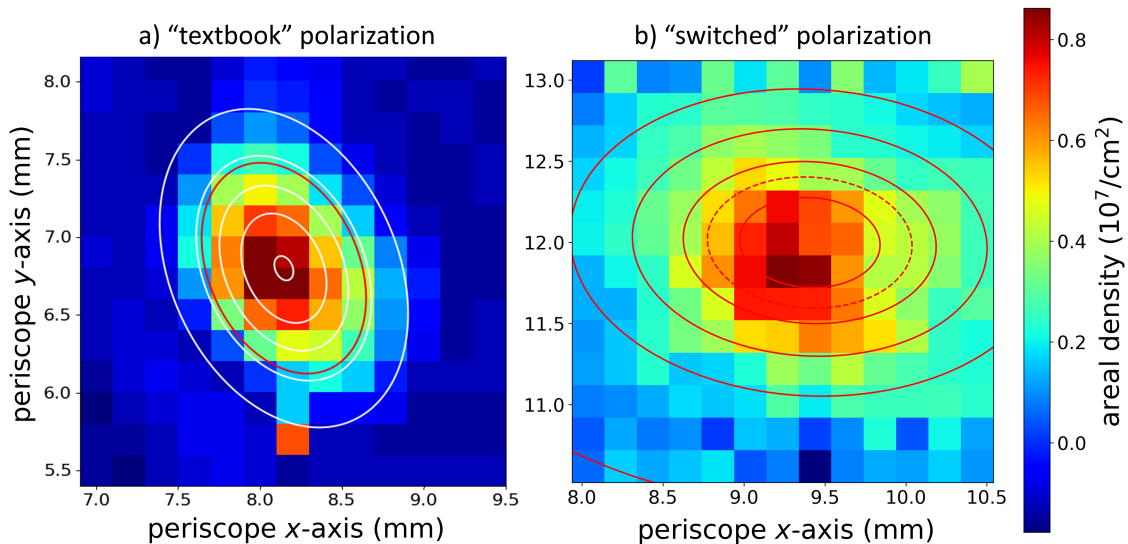 a) “textbook” polarization
b) “switched” polarization
8.0
7.5
7.0
6.5
6.0
5.5
periscope y-axis (mm)
7.0 7.5 8.0 8.5 9.0 9.5
periscope x-axis (mm)
13.0
12.5
12.0
11.5
11.0
8.0 8.5 9.0 9.5 10.0 10.5
periscope x-axis (mm)
0.8
0.6
0.4
0.2
0.0
areal density (10⁷/cm²)